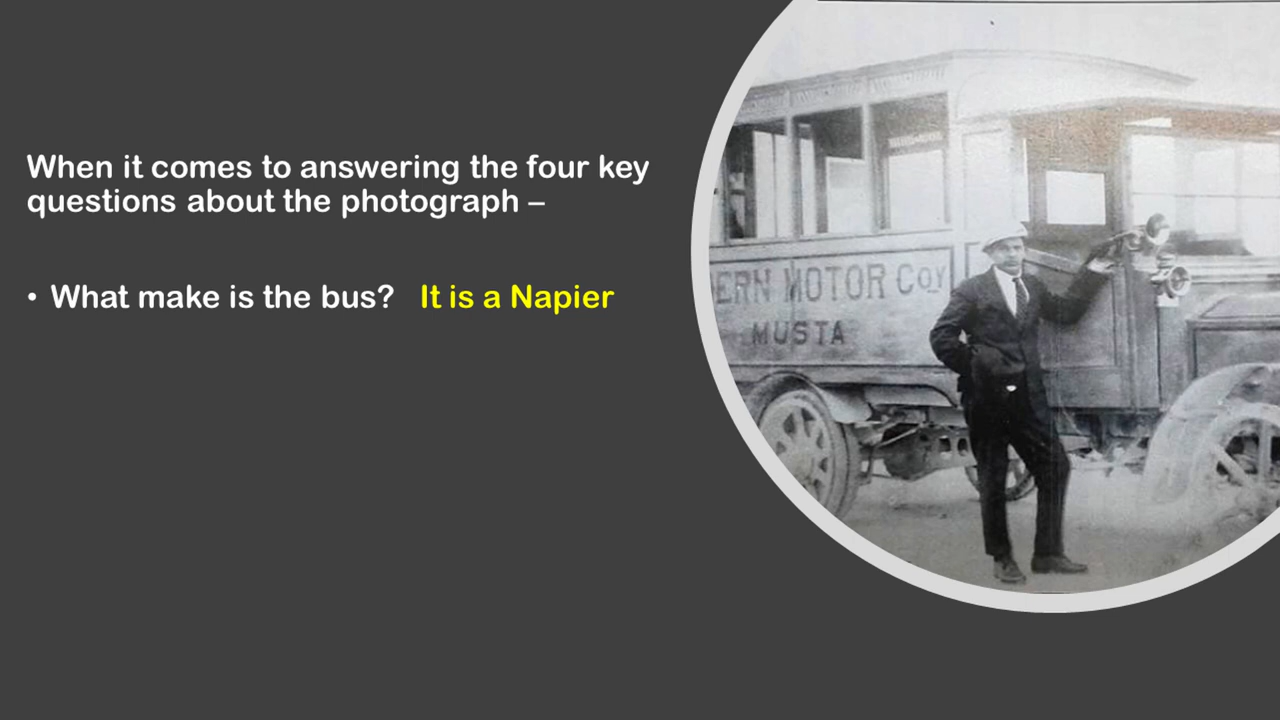 When it comes to answering the four key
questions about the photograph –
• What make is the bus? It is a Napier
ERN MOTOR COY
MUSTA